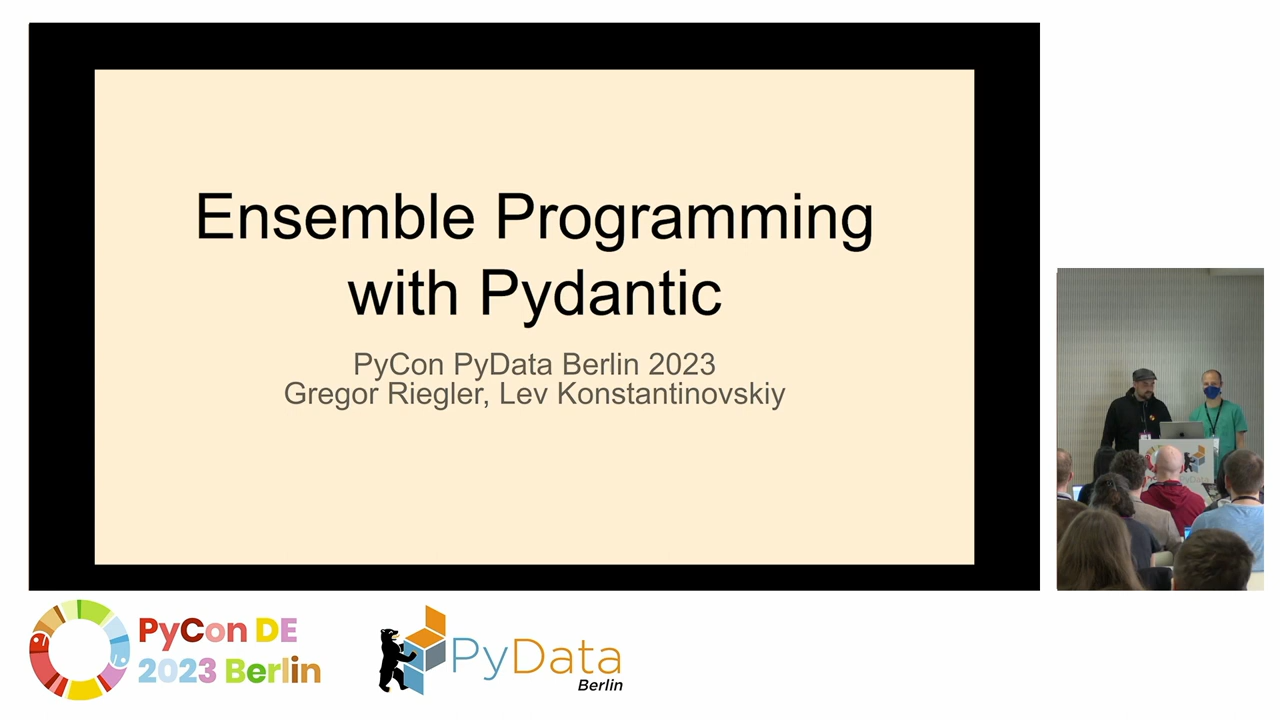 Ensemble Programming
with Pydantic
PyCon PyData Berlin 2023
Gregor Riegler, Lev Konstantinovskiy
PyCon DE
2023 Berlin
PyData
Berlin